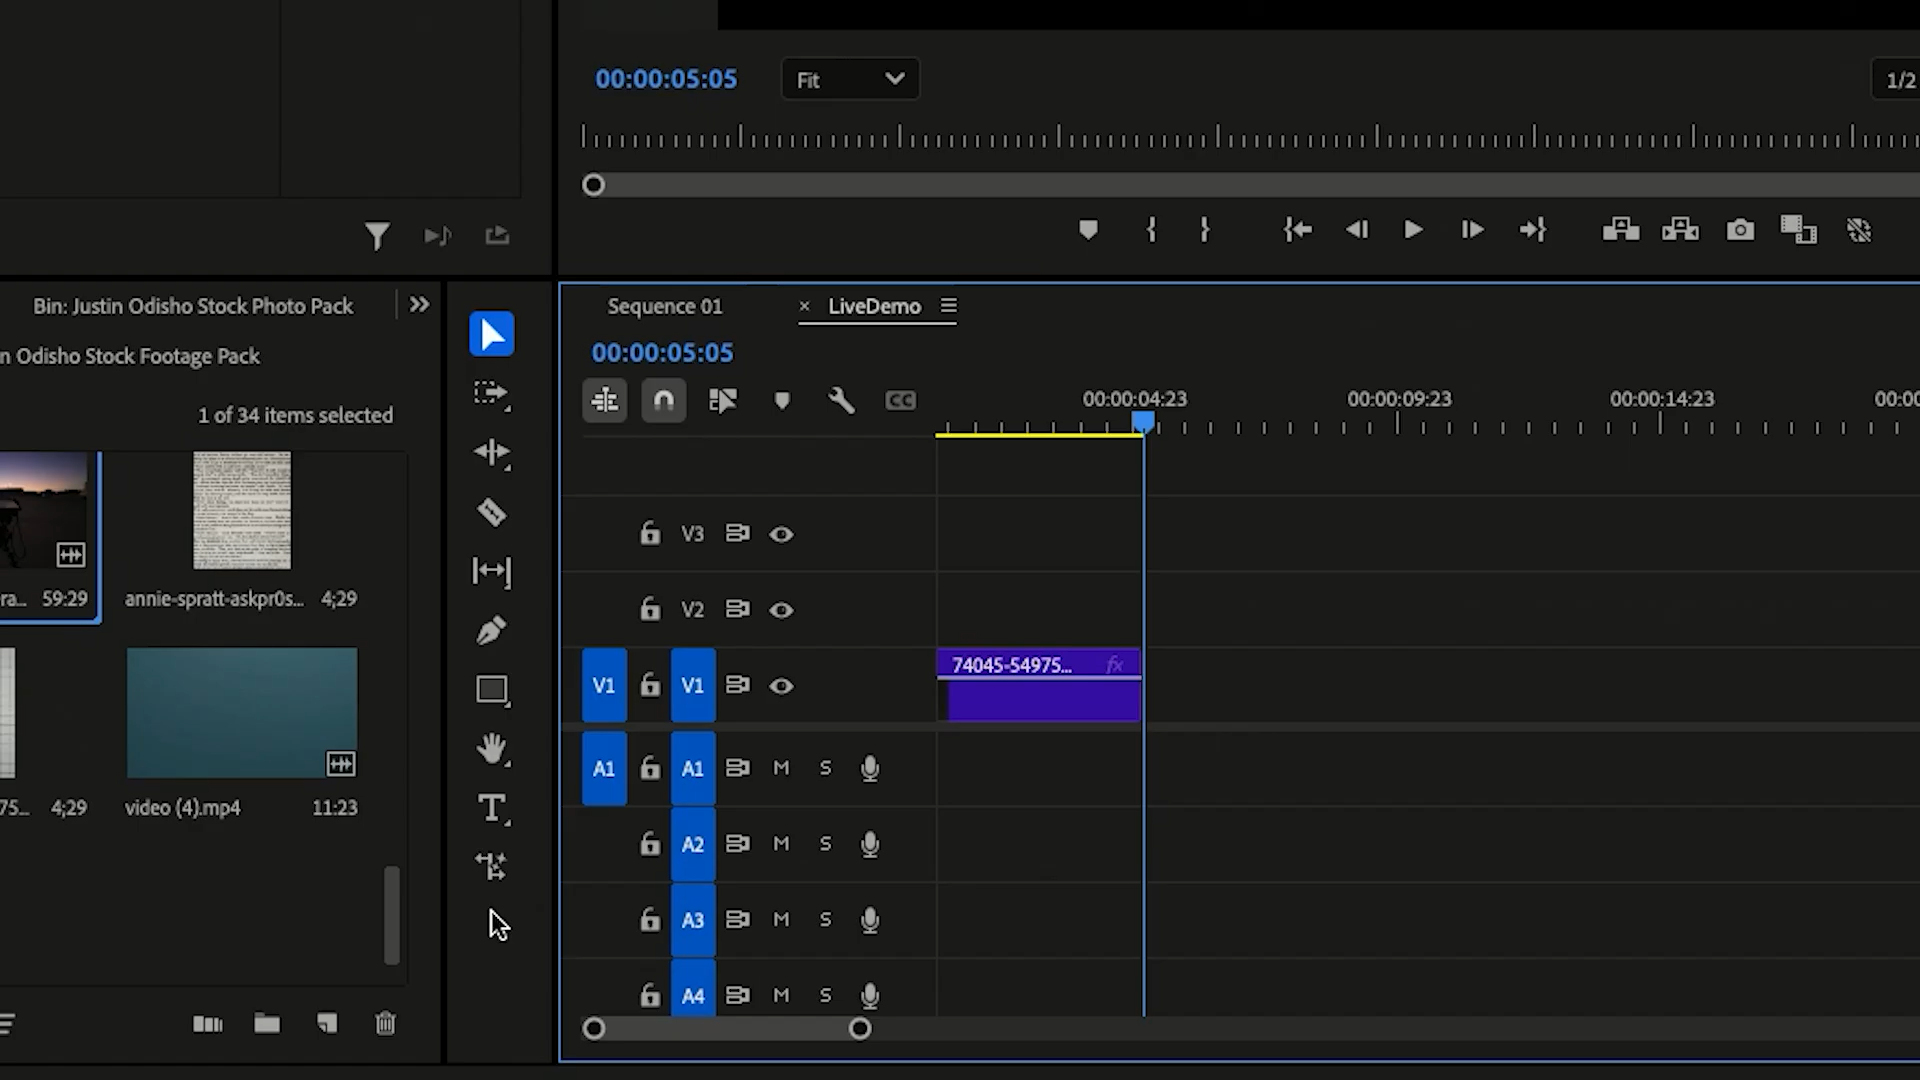 00:00:05:05
Fit
1/2
Bin: Justin Odisho Stock Photo Pack
n Odisho Stock Footage Pack
1 of 34 items selected
ra... 59:29
annie-spratt-askpr0s... 4;29
75... 4;29
video (4).mp4 11:23
Sequence 01
× LiveDemo
00:00:05:05
CC
00:00:04:23
00:00:09:23
00:00:14:23
00:00
V3
V2
V1 V1
74045-54975... fx
A1 A1 M S
A2 M S
A3 M S
A4 M S